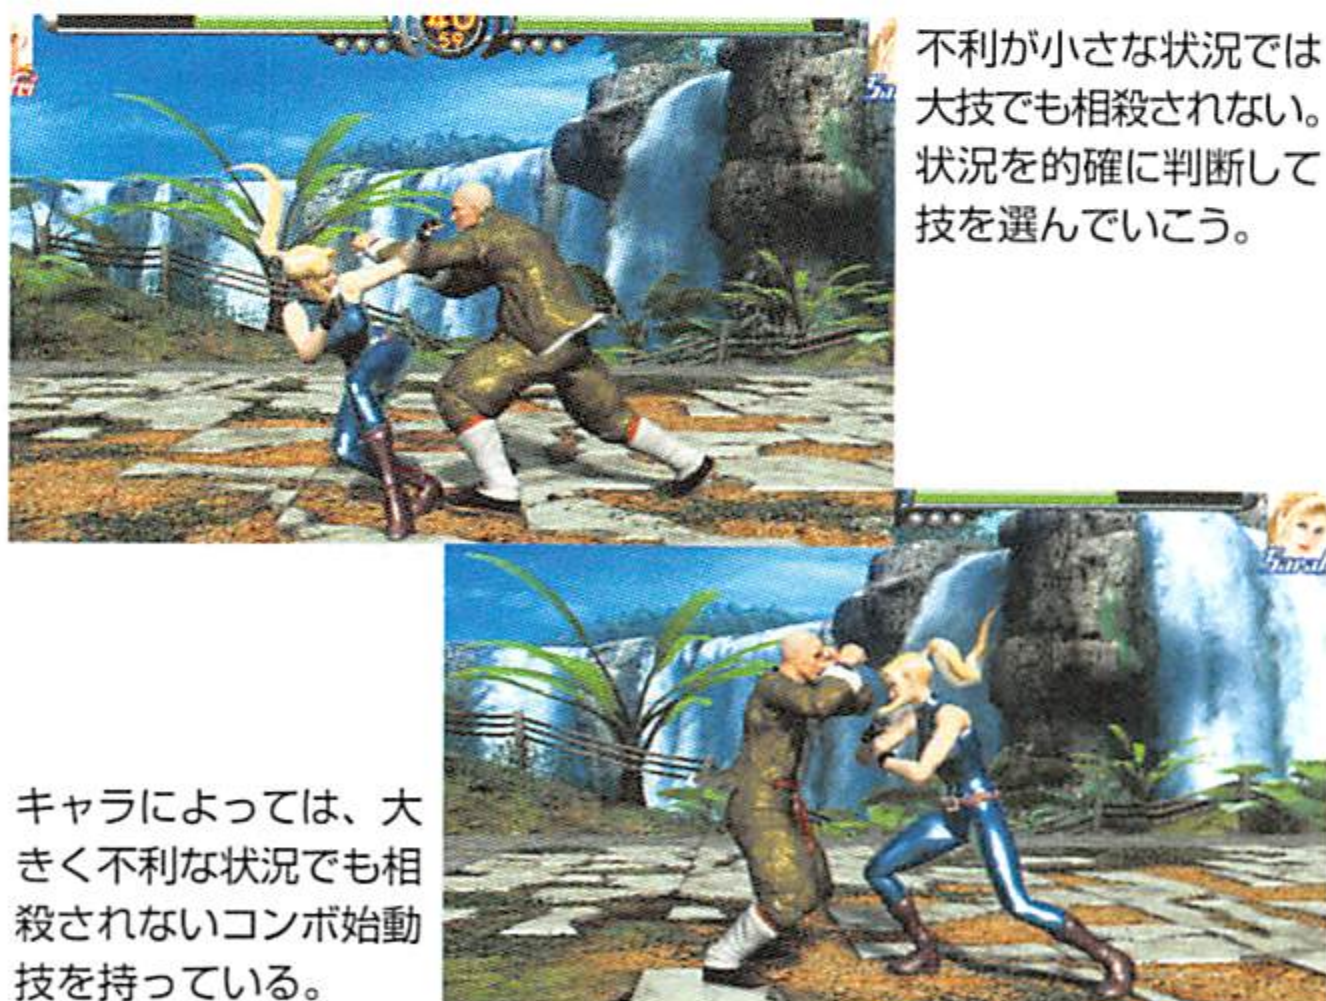 40
59
不利が小さな状況では
大技でも相殺されない。
状況を的確に判断して
技を選んでいこう。
Sarah
キャラによっては、大
きく不利な状況でも相
殺されないコンボ始動
技を持っている。